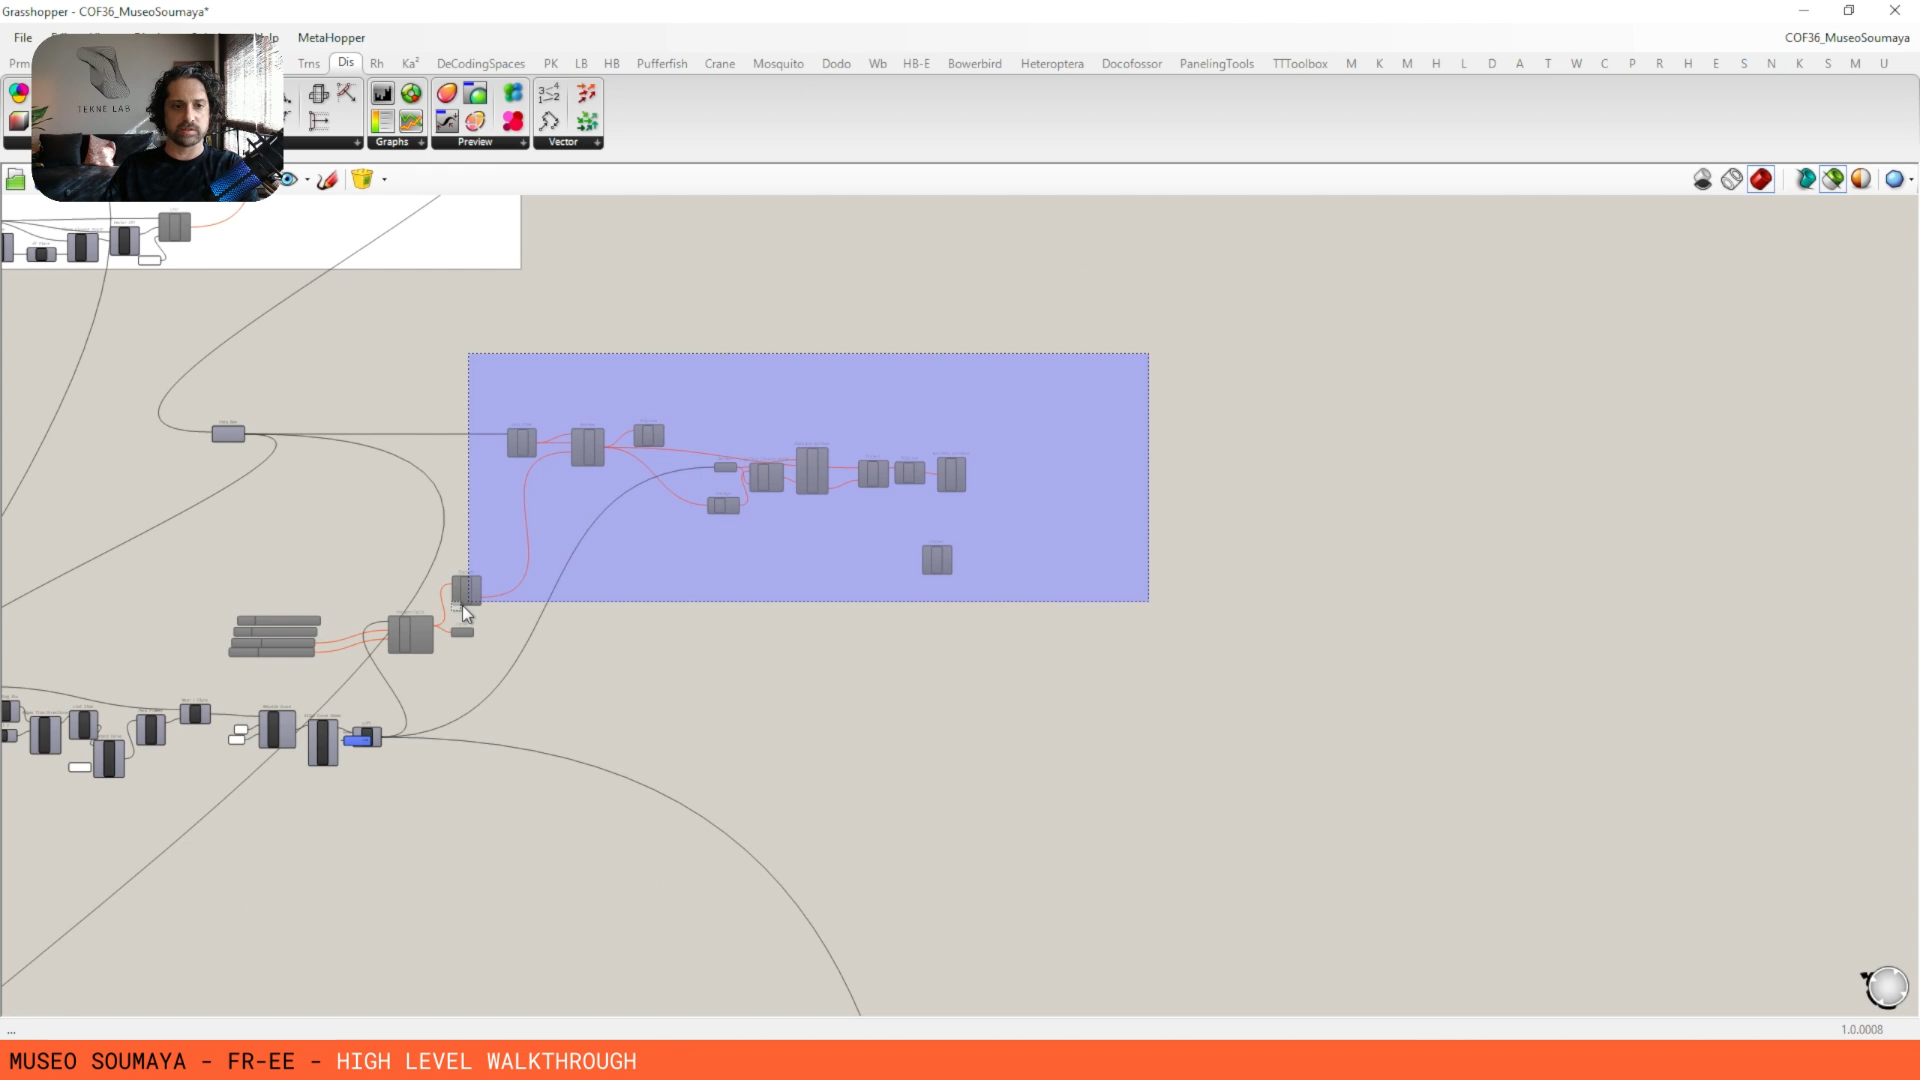 Grasshopper - COF36_MuseoSoumaya*
File
lp
MetaHopper
COF36_MuseoSoumaya
Prm
Trns
Dis
Rh
Ka²
DeCodingSpaces
PK
LB
HB
Pufferfish
Crane
Mosquito
Dodo
Wb
HB-E
Bowerbird
Heteroptera
Docofossor
PanelingTools
TTToolbox
M K M H L D A T W C P R H E S N K S M U
TEKNE LAB
Graphs
Preview
Vector
...
1.0.0008
MUSEO SOUMAYA - FR-EE - HIGH LEVEL WALKTHROUGH